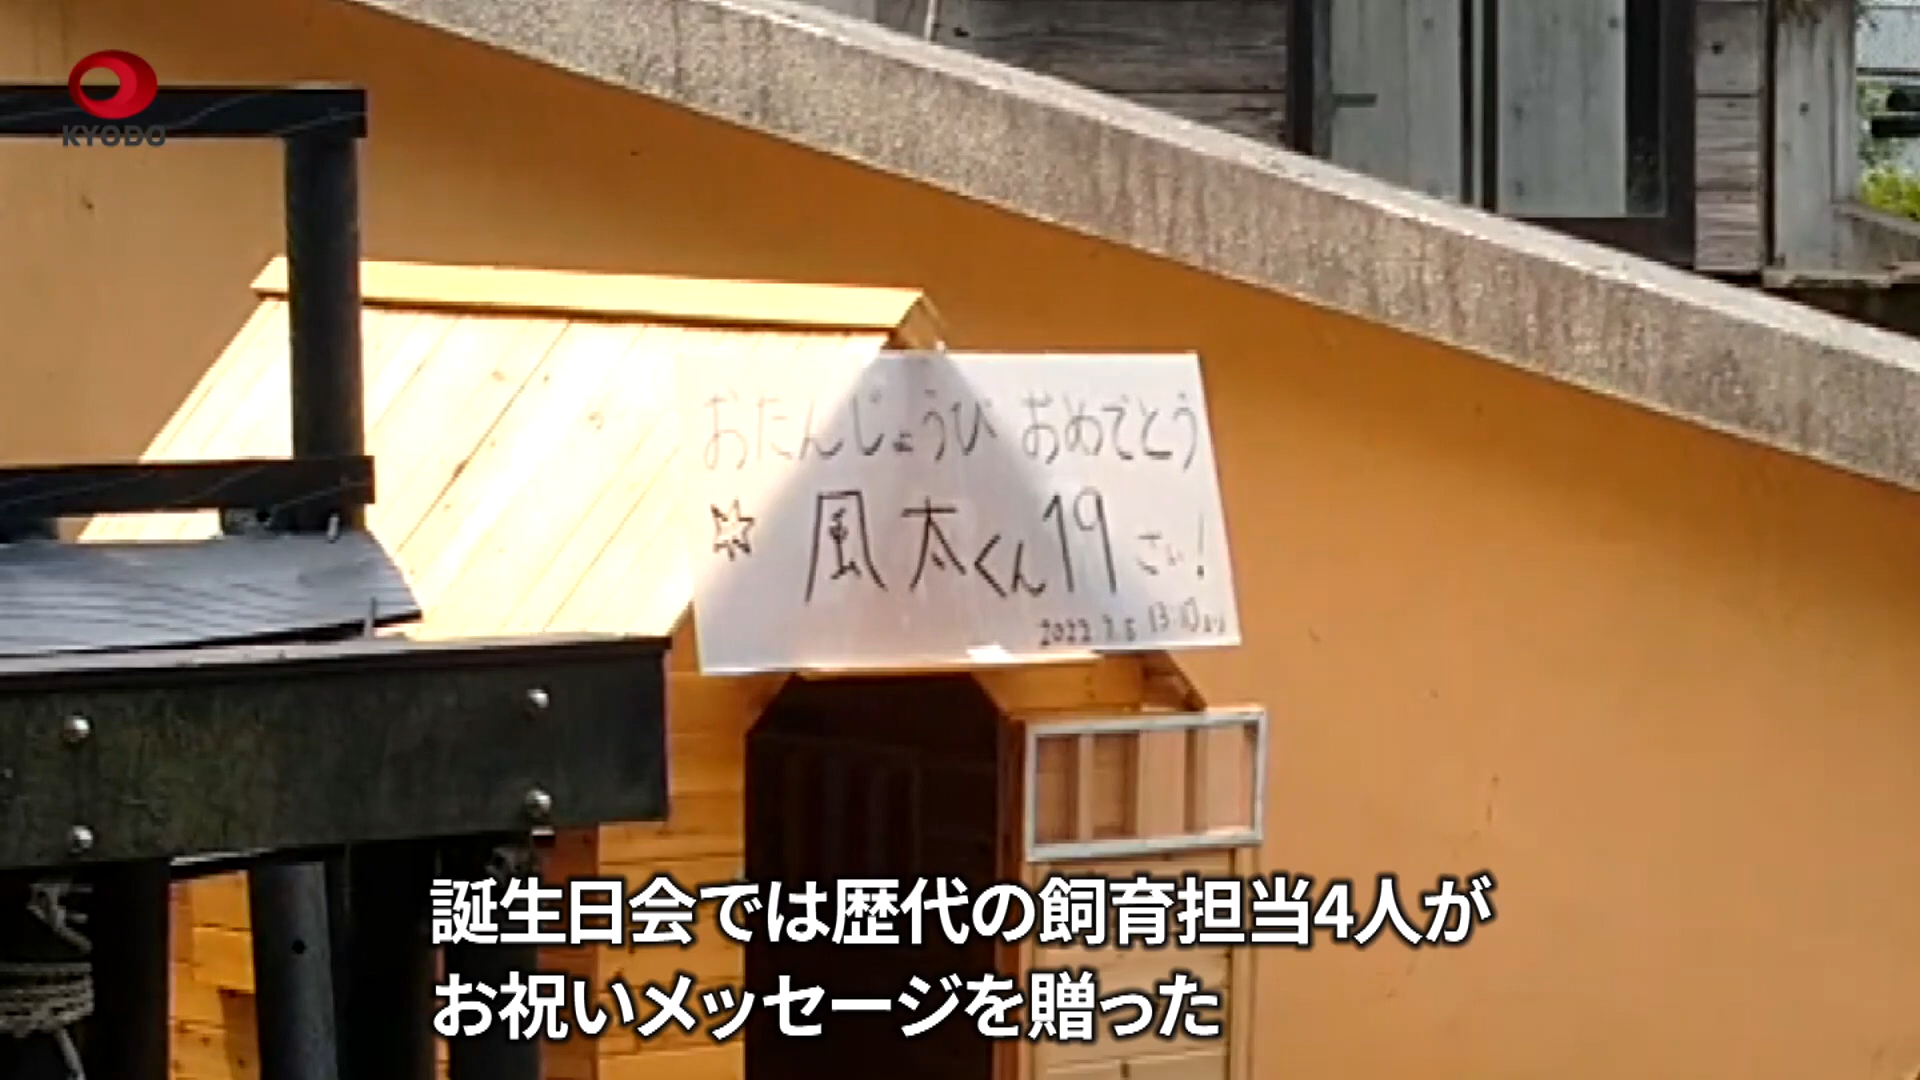 KYODO
おたんじょうび おめでとう
☆ 風太くん19さい!
2022.7.5 13:10より
誕生日会では歴代の飼育担当4人が
お祝いメッセージを贈った